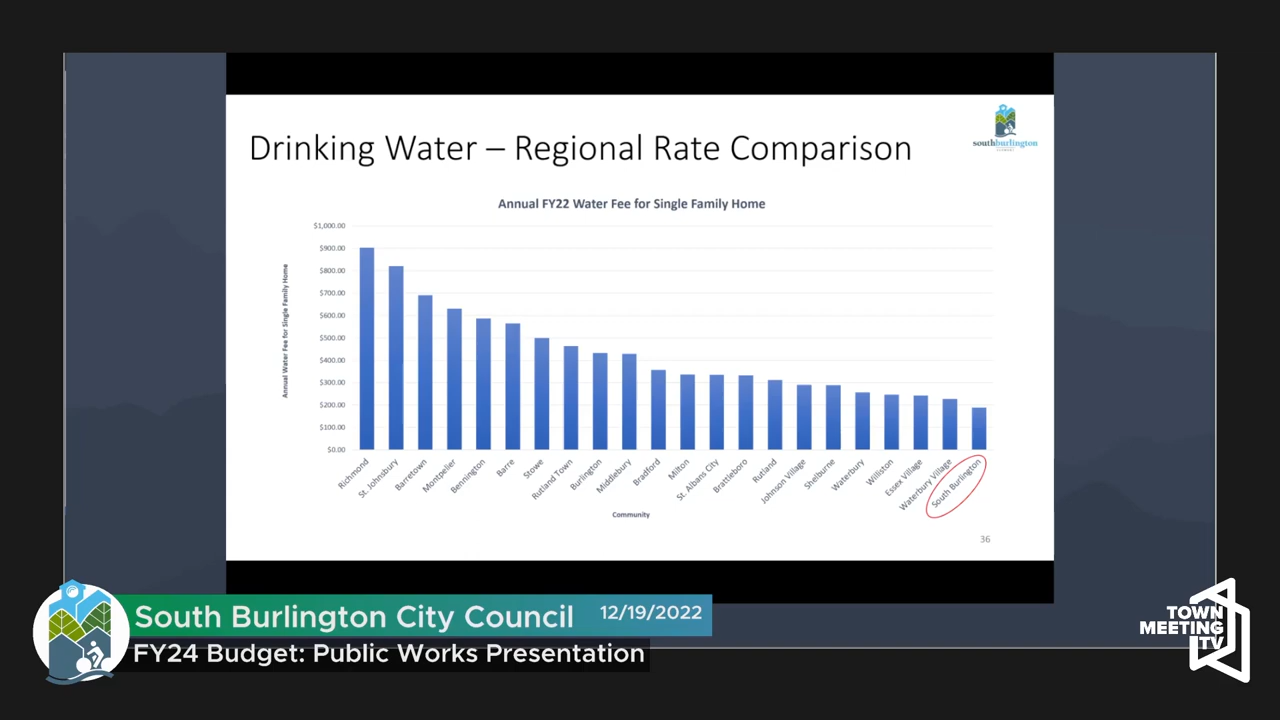 Drinking Water – Regional Rate Comparison
southburlington
Annual FY22 Water Fee for Single Family Home
Annual Water Fee for Single Family Home
$1,000.00
$900.00
$800.00
$700.00
$600.00
$500.00
$400.00
$300.00
$200.00
$100.00
$0.00
Richmond
St. Johnsbury
Barretown
Montpelier
Bennington
Barre
Stowe
Rutland Town
Burlington
Middlebury
Bradford
Milton
St. Albans City
Brattleboro
Rutland
Johnson Village
Shelburne
Waterbury
Williston
Essex Village
Waterbury Village
South Burlington
Community
36
South Burlington City Council 12/19/2022
FY24 Budget: Public Works Presentation
TOWN
MEETING
TV